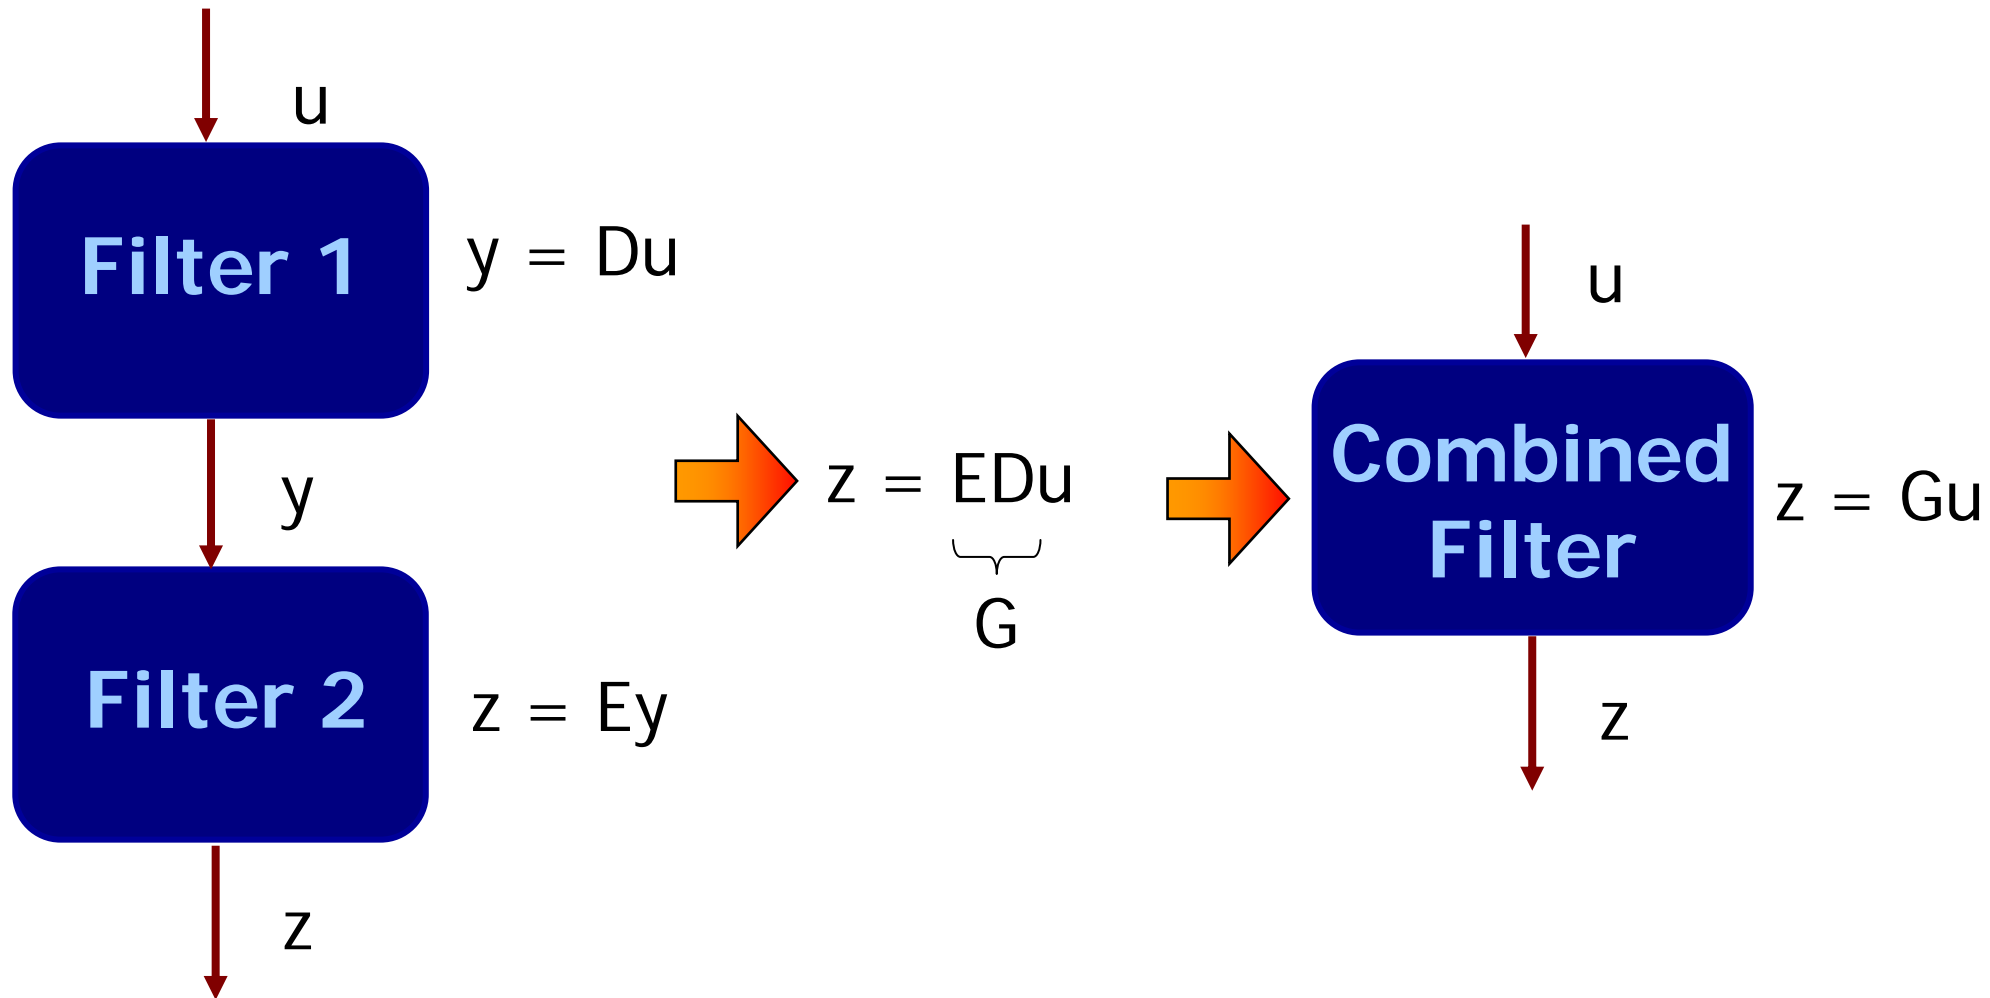 u
Filter 1
y = Du
y
Filter 2
z = Ey
z
z = EDu
G
u
Combined
Filter
z = Gu
z